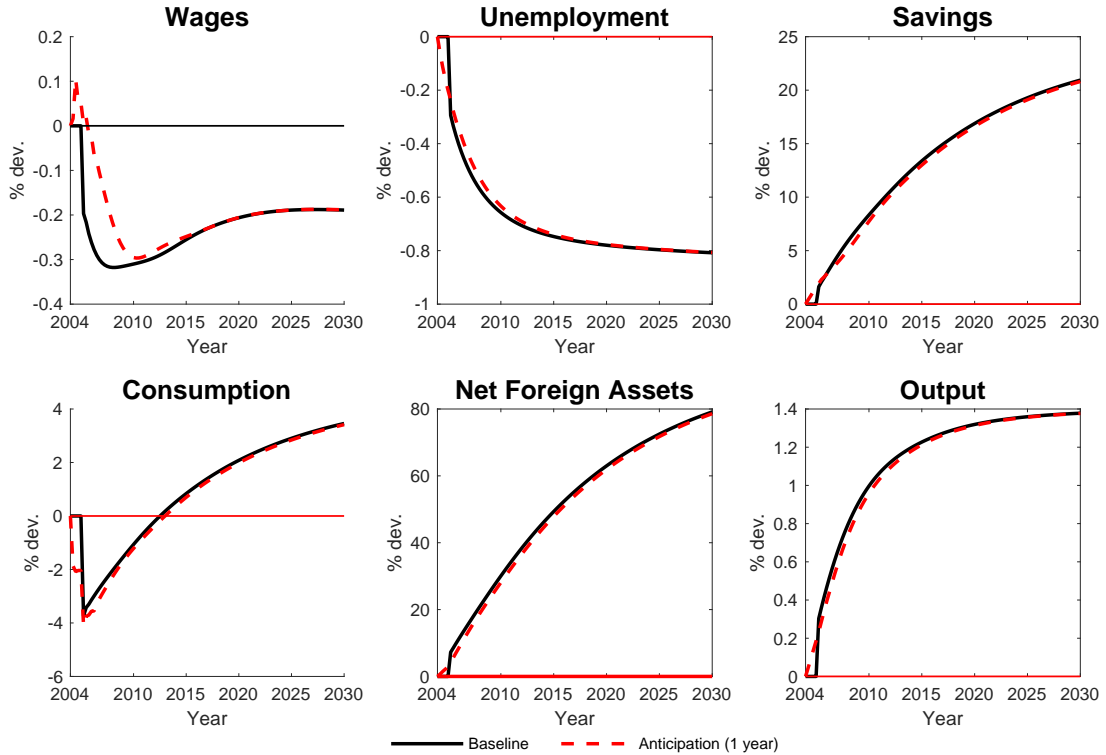 Wages
Unemployment
Savings
0.2
0.1
0
-0.1
-0.2
-0.3
-0.4
% dev.
2004 2010 2015 2020 2025 2030
Year
0
-0.2
-0.4
-0.6
-0.8
-1
% dev.
2004 2010 2015 2020 2025 2030
Year
25
20
15
10
5
0
% dev.
2004 2010 2015 2020 2025 2030
Year
Consumption
Net Foreign Assets
Output
4
2
0
-2
-4
-6
% dev.
2004 2010 2015 2020 2025 2030
Year
80
60
40
20
0
% dev.
2004 2010 2015 2020 2025 2030
Year
1.4
1.2
1
0.8
0.6
0.4
0.2
0
% dev.
2004 2010 2015 2020 2025 2030
Year
Baseline
Anticipation (1 year)